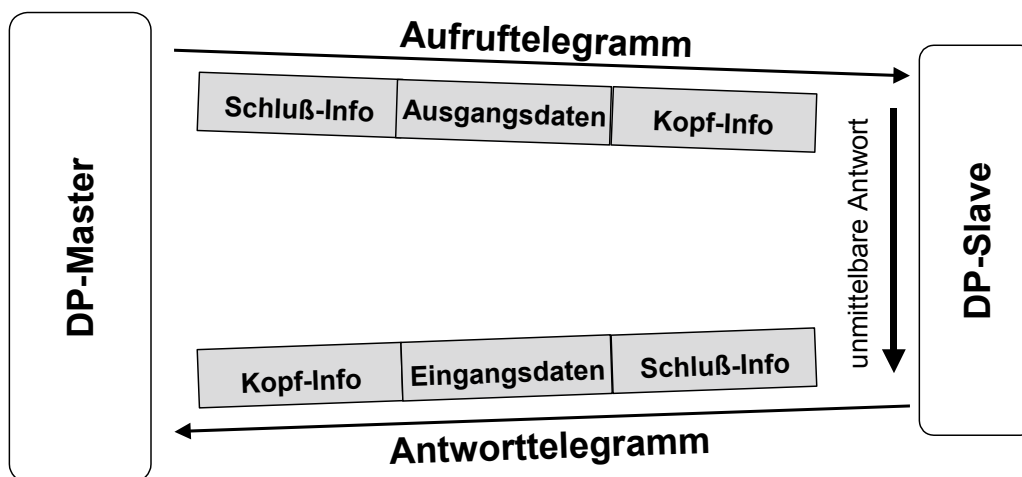 DP-Master
Aufruftelegramm
Schluß-Info
Ausgangsdaten
Kopf-Info
unmittelbare Antwort
DP-Slave
Kopf-Info
Eingangsdaten
Schluß-Info
Antworttelegramm